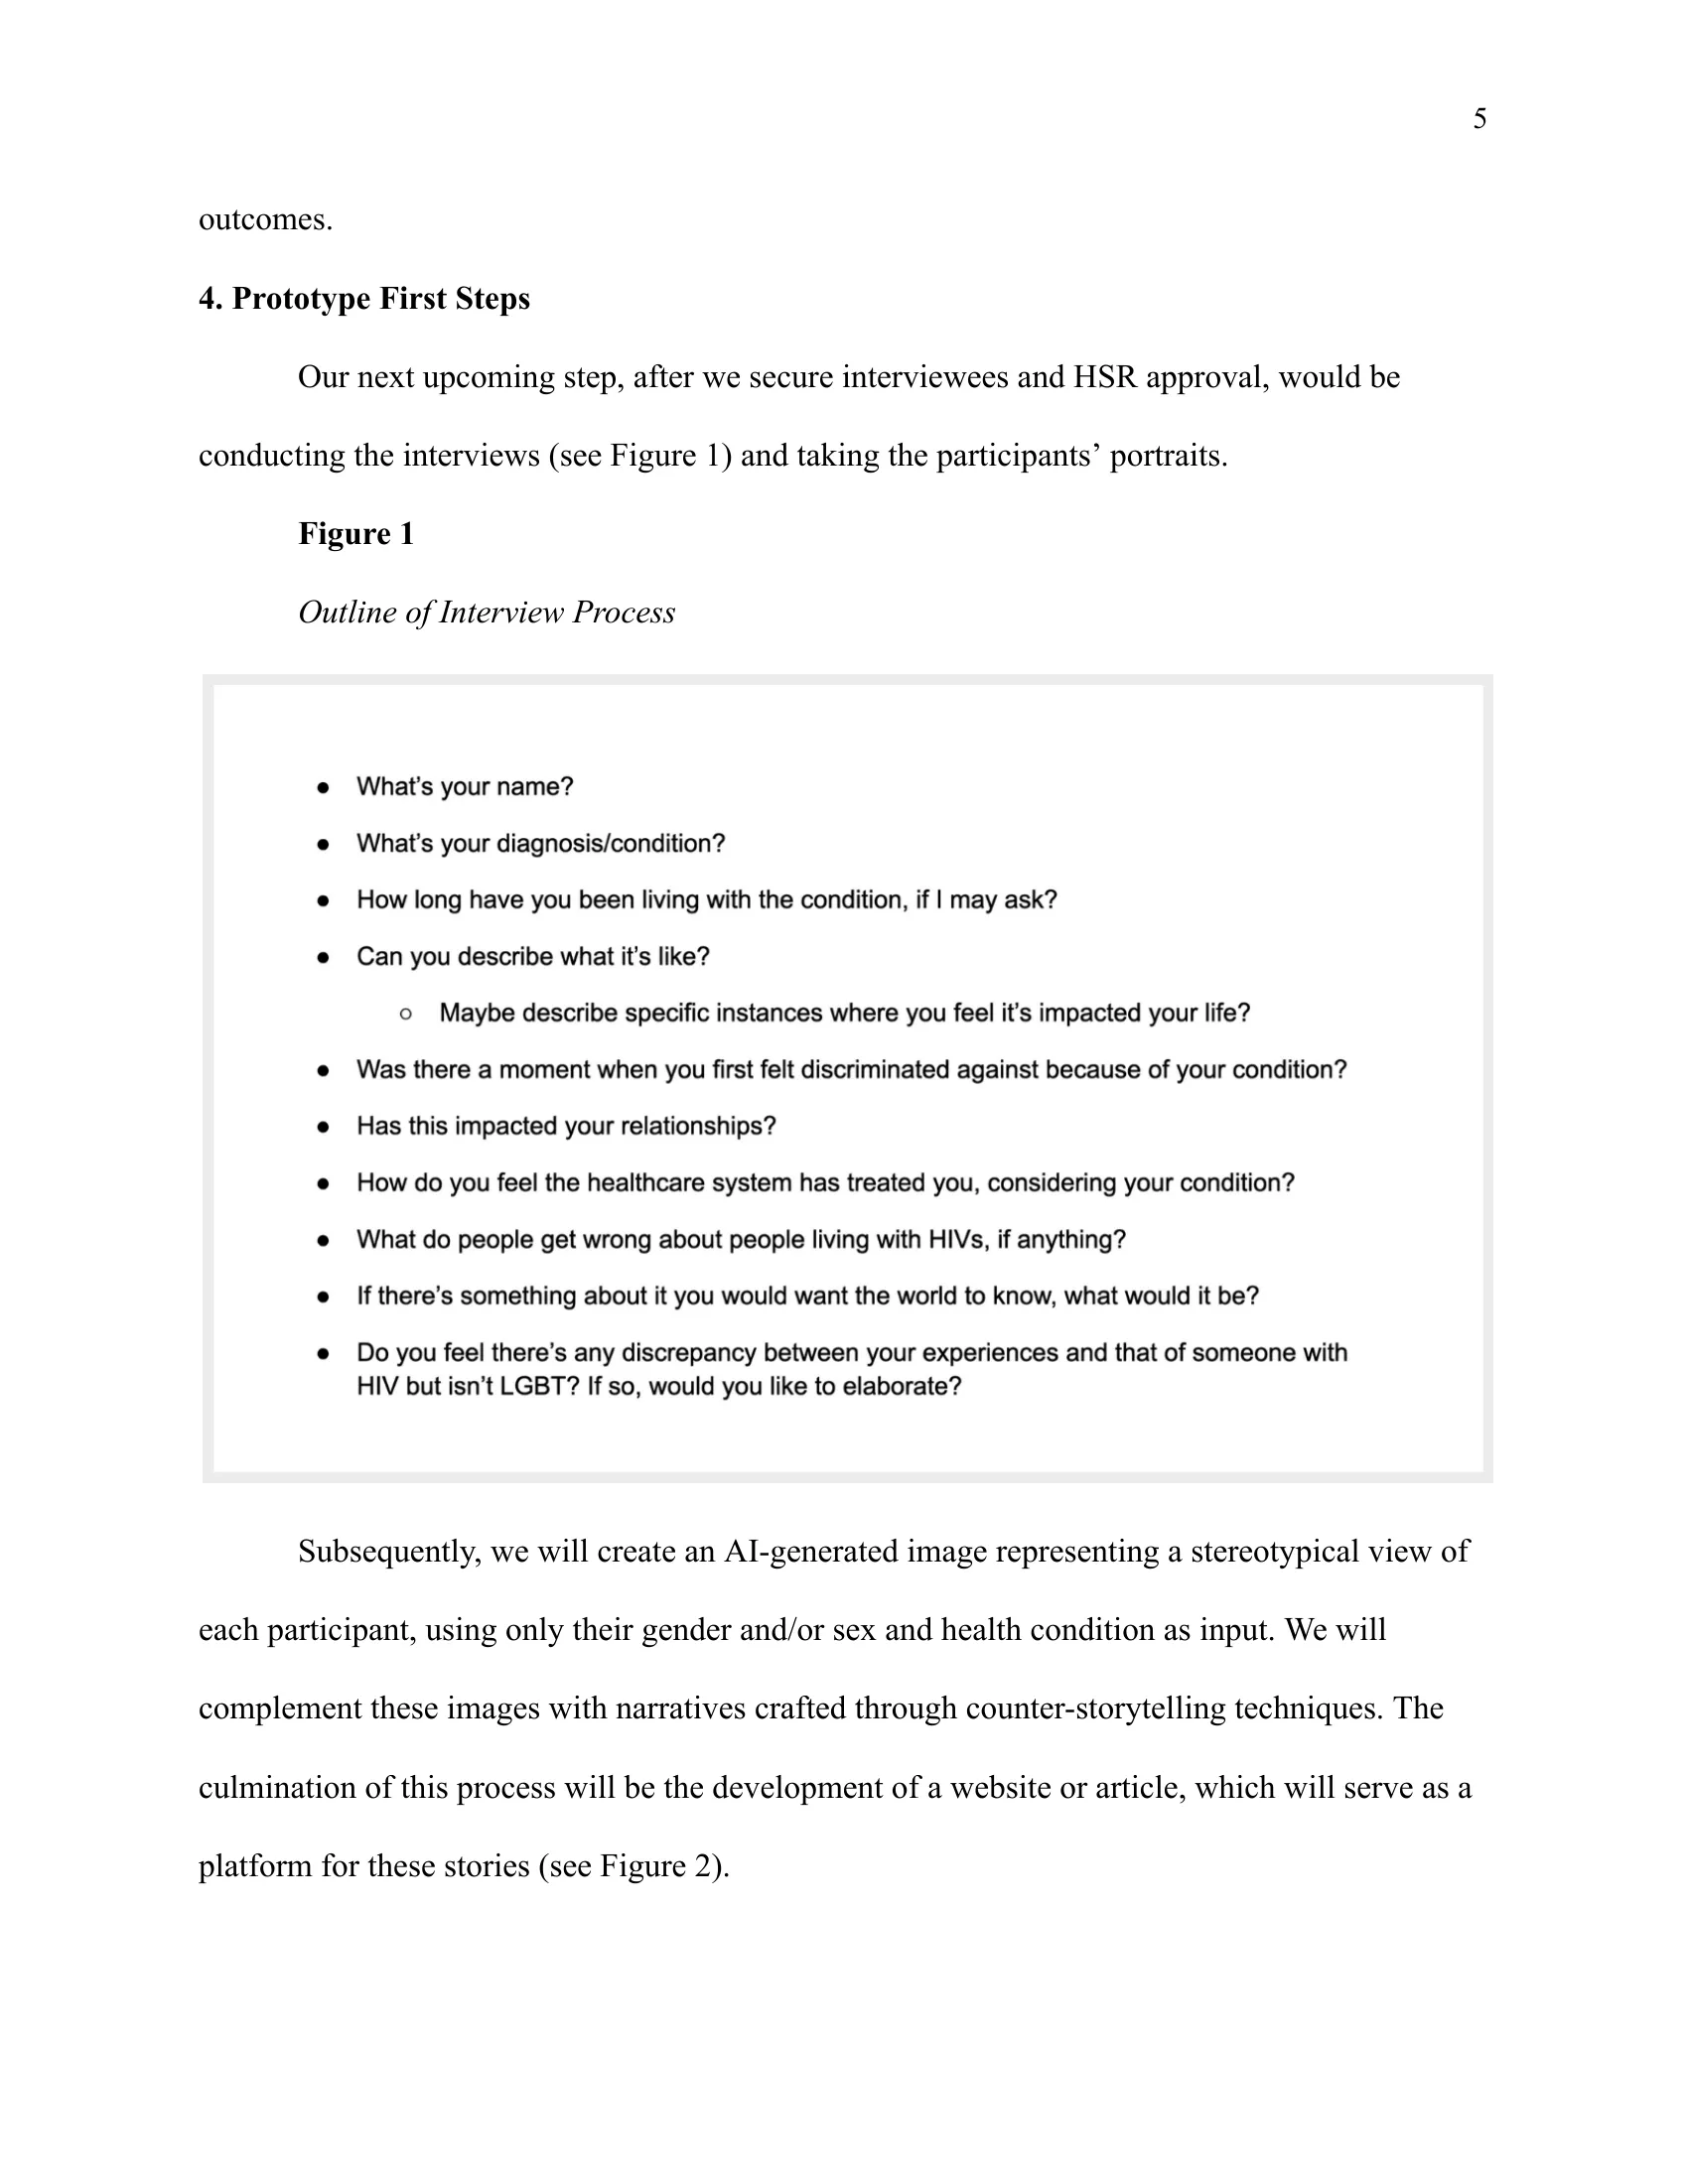 5
outcomes.
4. Prototype First Steps
Our next upcoming step, after we secure interviewees and HSR approval, would be
conducting the interviews (see Figure 1) and taking the participants’ portraits.
Figure 1
Outline of Interview Process
● What’s your name?
● What’s your diagnosis/condition?
● How long have you been living with the condition, if I may ask?
● Can you describe what it’s like?
○ Maybe describe specific instances where you feel it’s impacted your life?
● Was there a moment when you first felt discriminated against because of your condition?
● Has this impacted your relationships?
● How do you feel the healthcare system has treated you, considering your condition?
● What do people get wrong about people living with HIVs, if anything?
● If there’s something about it you would want the world to know, what would it be?
● Do you feel there’s any discrepancy between your experiences and that of someone with
HIV but isn’t LGBT? If so, would you like to elaborate?
Subsequently, we will create an AI-generated image representing a stereotypical view of
each participant, using only their gender and/or sex and health condition as input. We will
complement these images with narratives crafted through counter-storytelling techniques. The
culmination of this process will be the development of a website or article, which will serve as a
platform for these stories (see Figure 2).